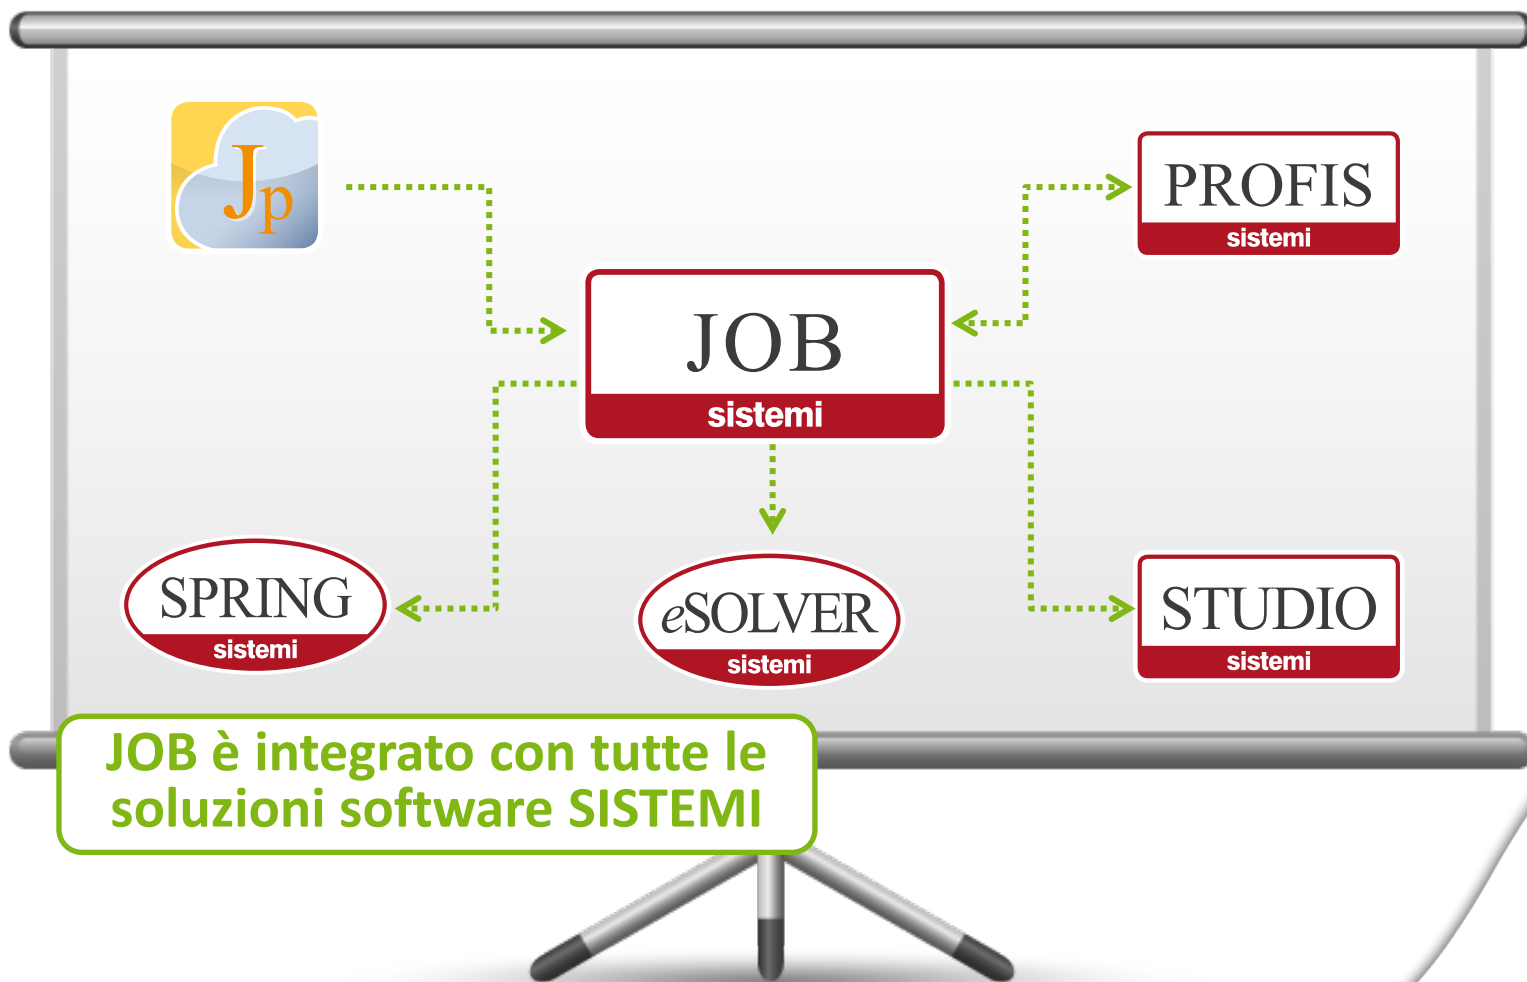 Jp
PROFIS
sistemi
JOB
sistemi
SPRING
sistemi
eSOLVER
sistemi
STUDIO
sistemi
JOB è integrato con tutte le
soluzioni software SISTEMI